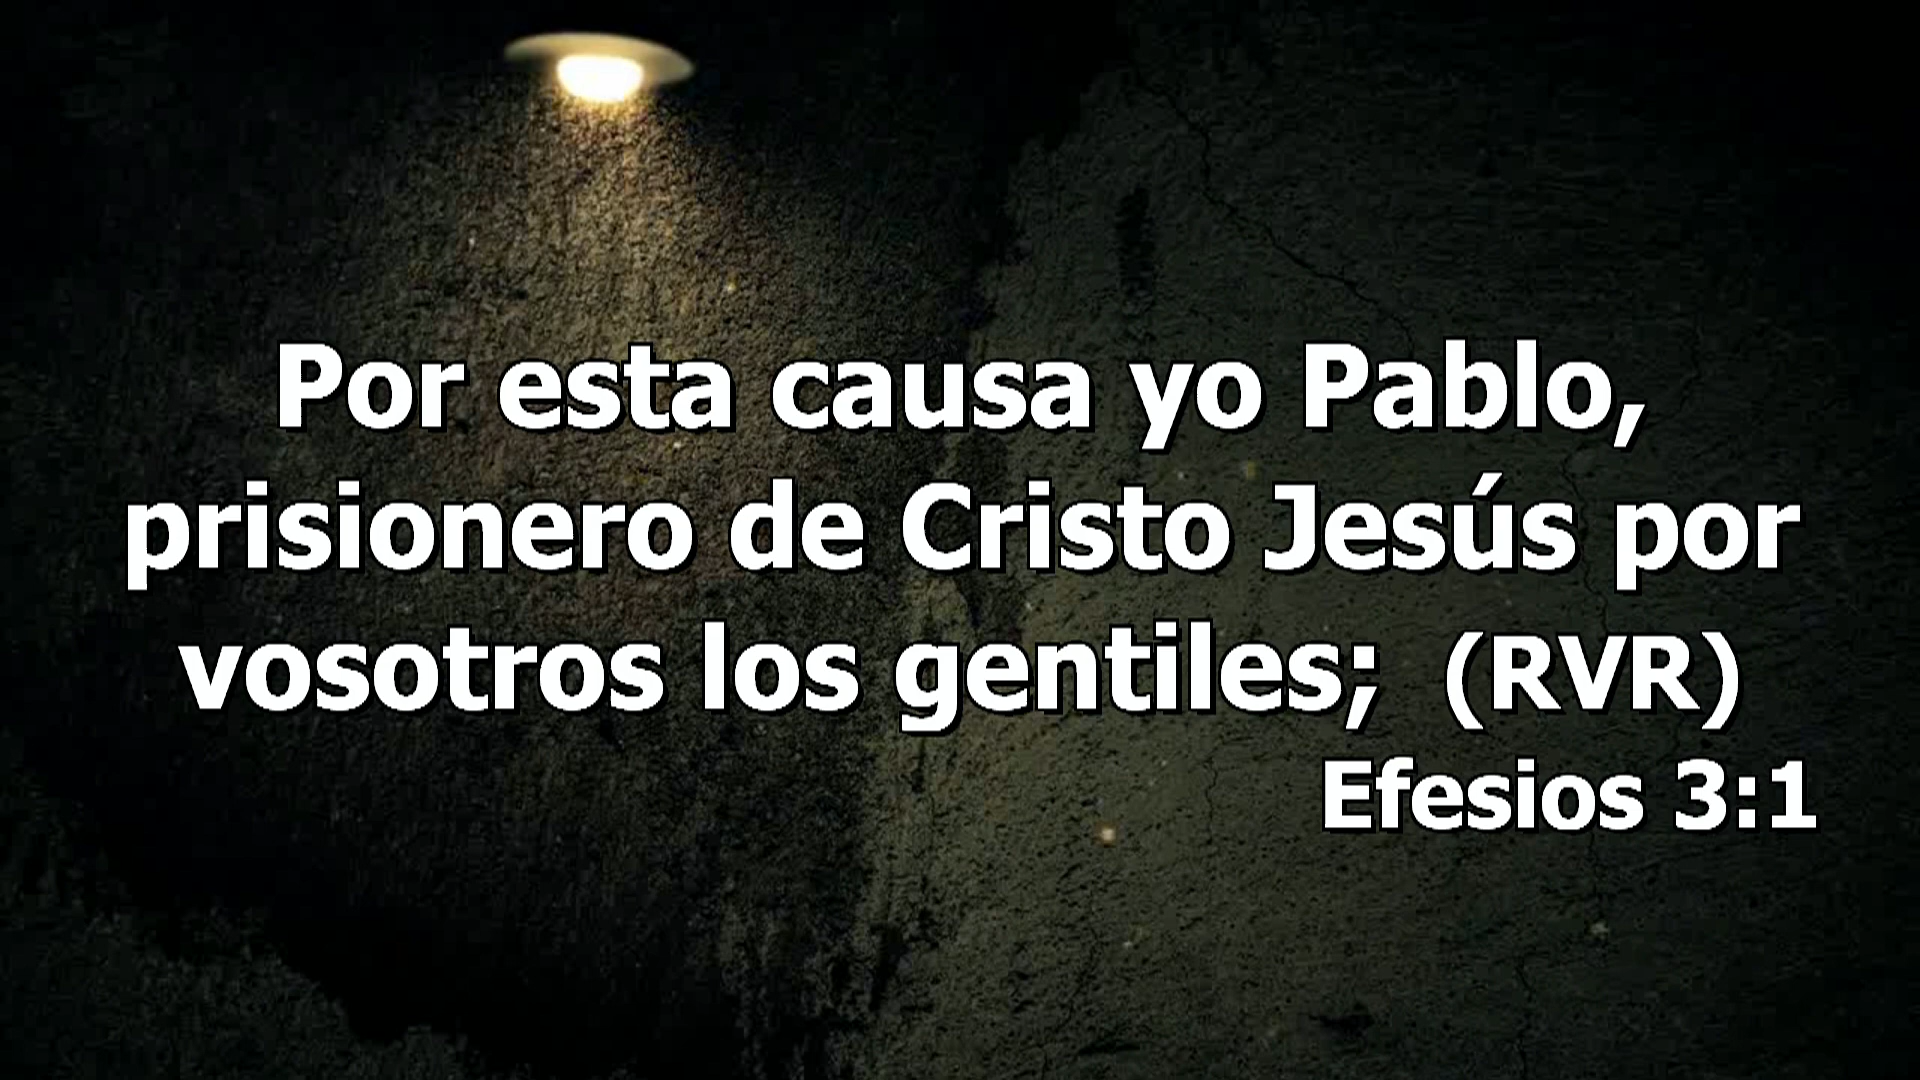 Por esta causa yo Pablo,
prisionero de Cristo Jesús por
vosotros los gentiles;  (RVR)
Efesios 3:1